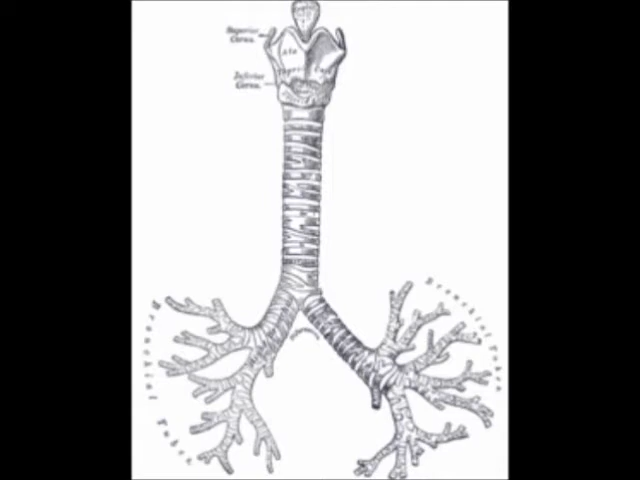 Superior
Cornu.
Ala
Inferior
Cornu.
Bronchial Tubes
Bronchial Tubes